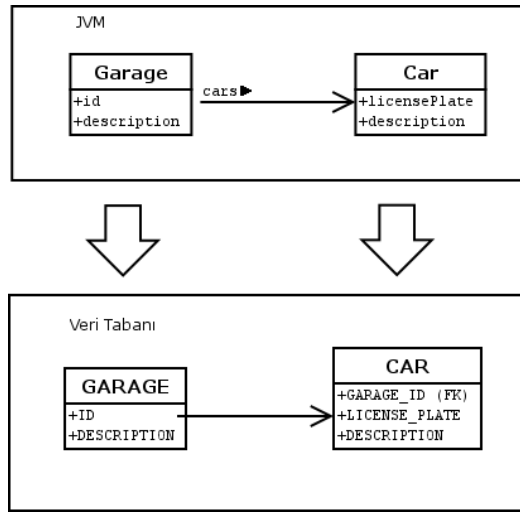 JVM
Garage
+id
+description
cars
Car
+licensePlate
+description
Veri Tabanı
GARAGE
+ID
+DESCRIPTION
CAR
+GARAGE_ID (FK)
+LICENSE_PLATE
+DESCRIPTION